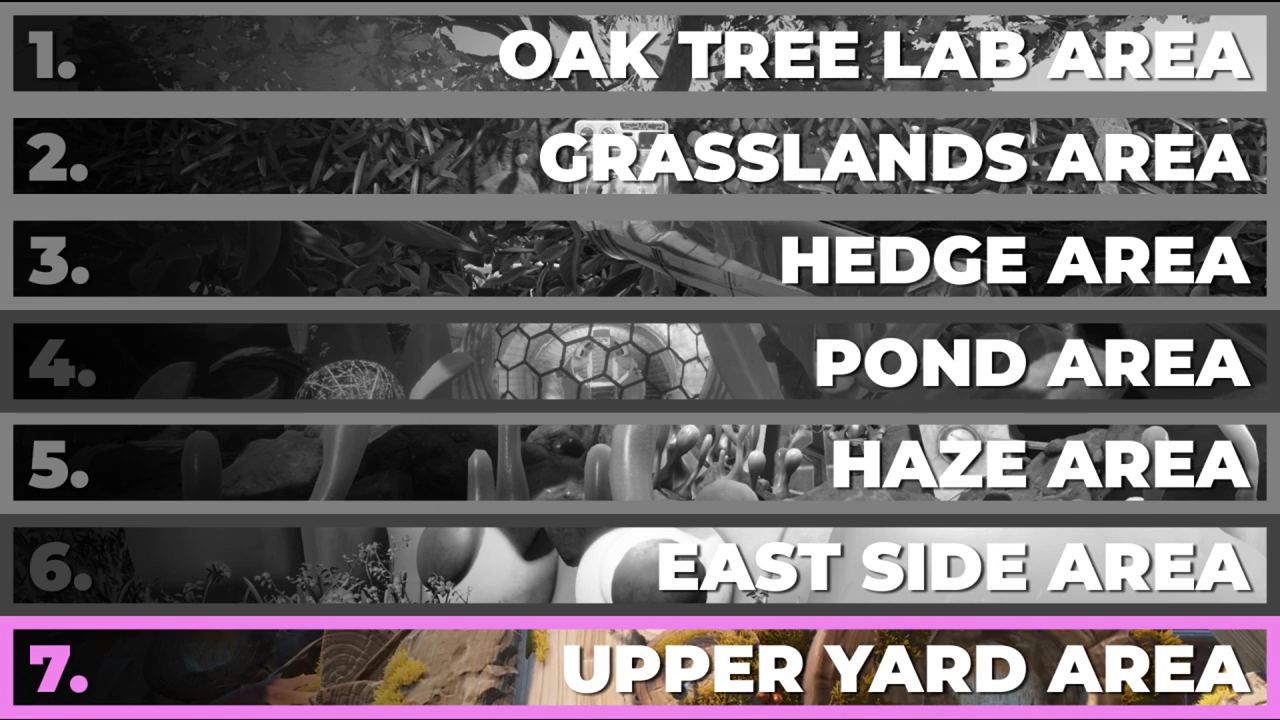 1. OAK TREE LAB AREA
2. GRASSLANDS AREA
3. HEDGE AREA
4. POND AREA
5. HAZE AREA
6. EAST SIDE AREA
7. UPPER YARD AREA